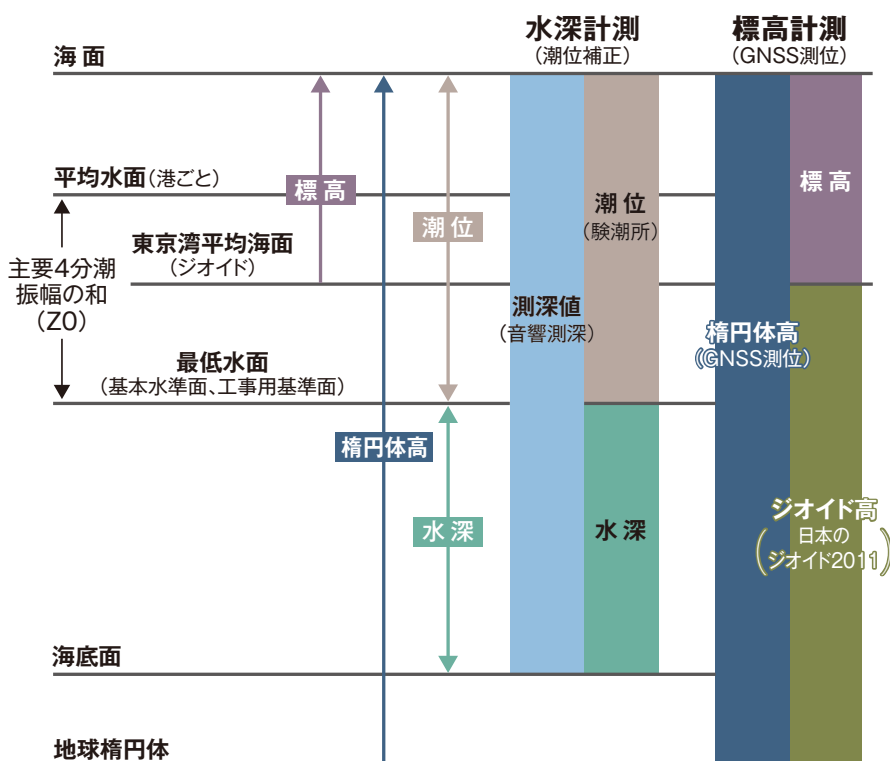 水深計測
(潮位補正)
標高計測
(GNSS測位)
海面
平均水面(港ごと)
標高
標高
潮位
潮位
(験潮所)
東京湾平均海面
(ジオイド)
主要4分潮
振幅の和
(Z0)
測深値
(音響測深)
楕円体高
(GNSS測位)
最低水面
(基本水準面、工事用基準面)
楕円体高
水深
水深
ジオイド高
(日本の
ジオイド2011)
海底面
地球楕円体